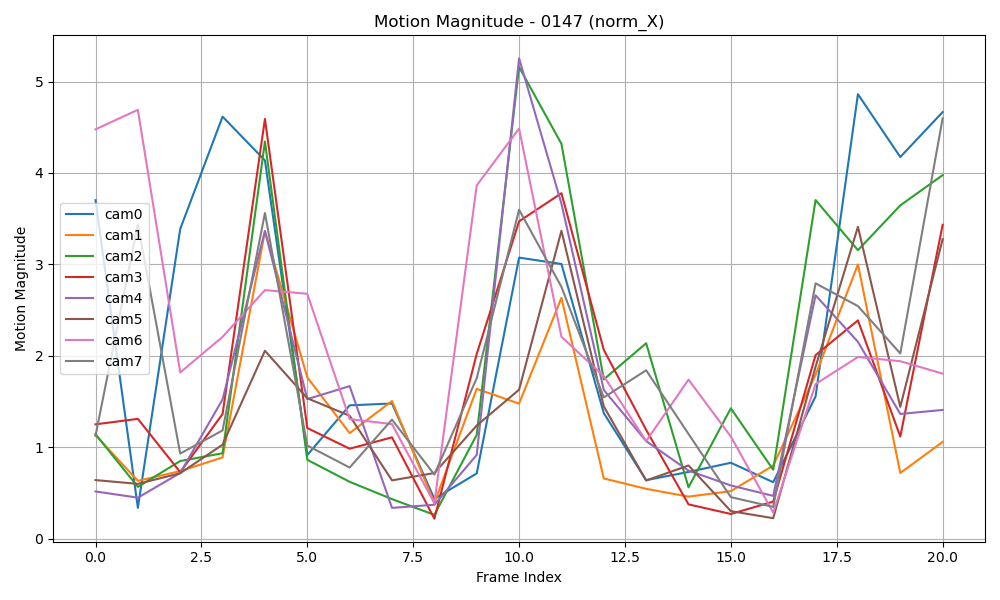 Motion Magnitude - 0147 (norm_X)
Motion Magnitude
5
4
3
2
1
0
cam0
cam1
cam2
cam3
cam4
cam5
cam6
cam7
0.0 2.5 5.0 7.5 10.0 12.5 15.0 17.5 20.0
Frame Index